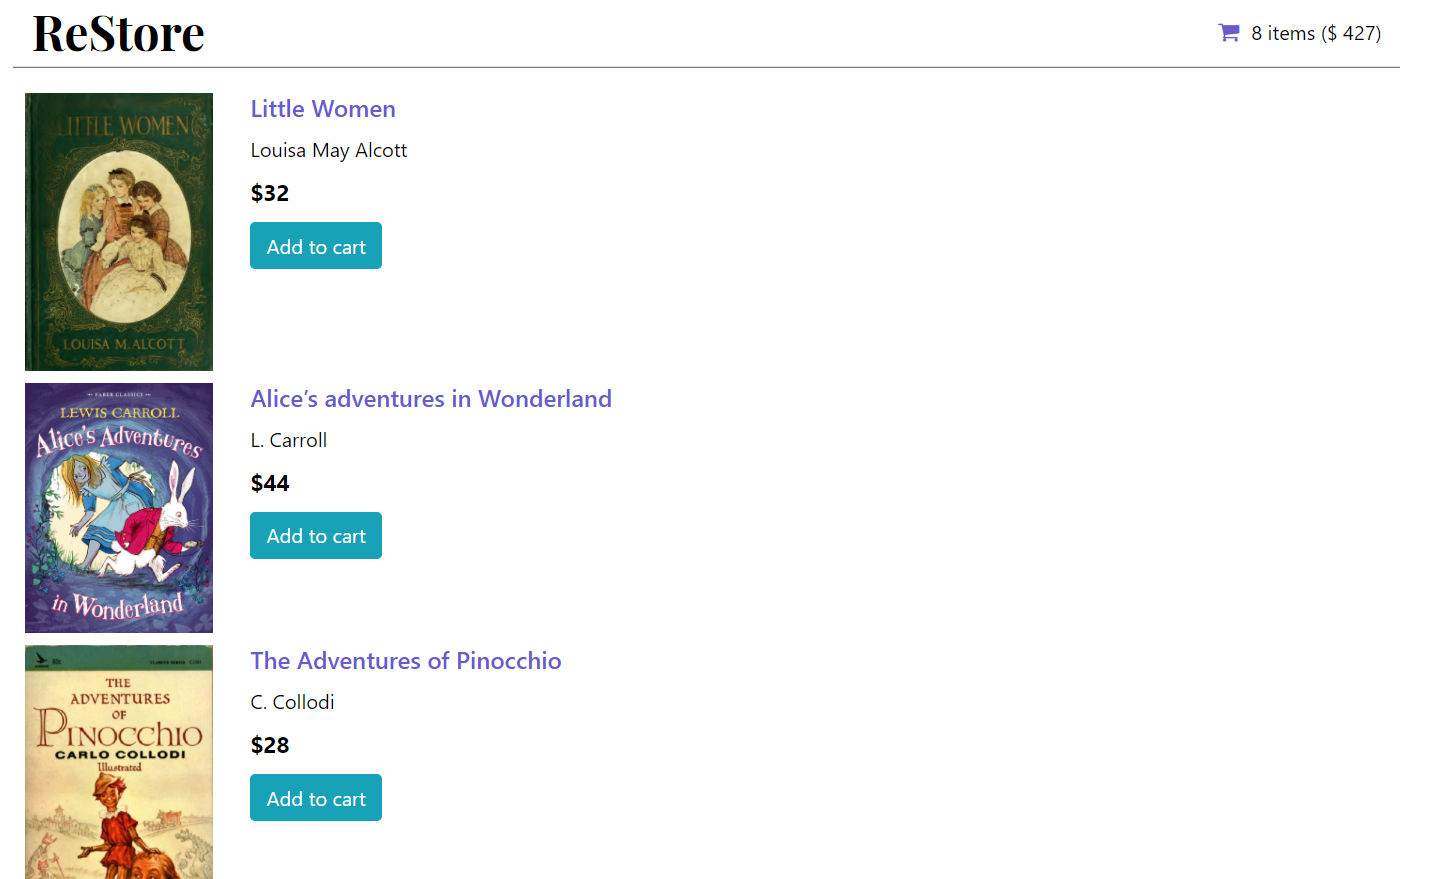 ReStore
8 items ($ 427)
LITTLE WOMEN
LOUISA M. ALCOTT
Little Women
Louisa May Alcott
$32
Add to cart
FABER CLASSICS
LEWIS CARROLL
Alice's Adventures
in Wonderland
Alice’s adventures in Wonderland
L. Carroll
$44
Add to cart
THE
ADVENTURES
OF
PINOCCHIO
CARLO COLLODI
Illustrated
The Adventures of Pinocchio
C. Collodi
$28
Add to cart